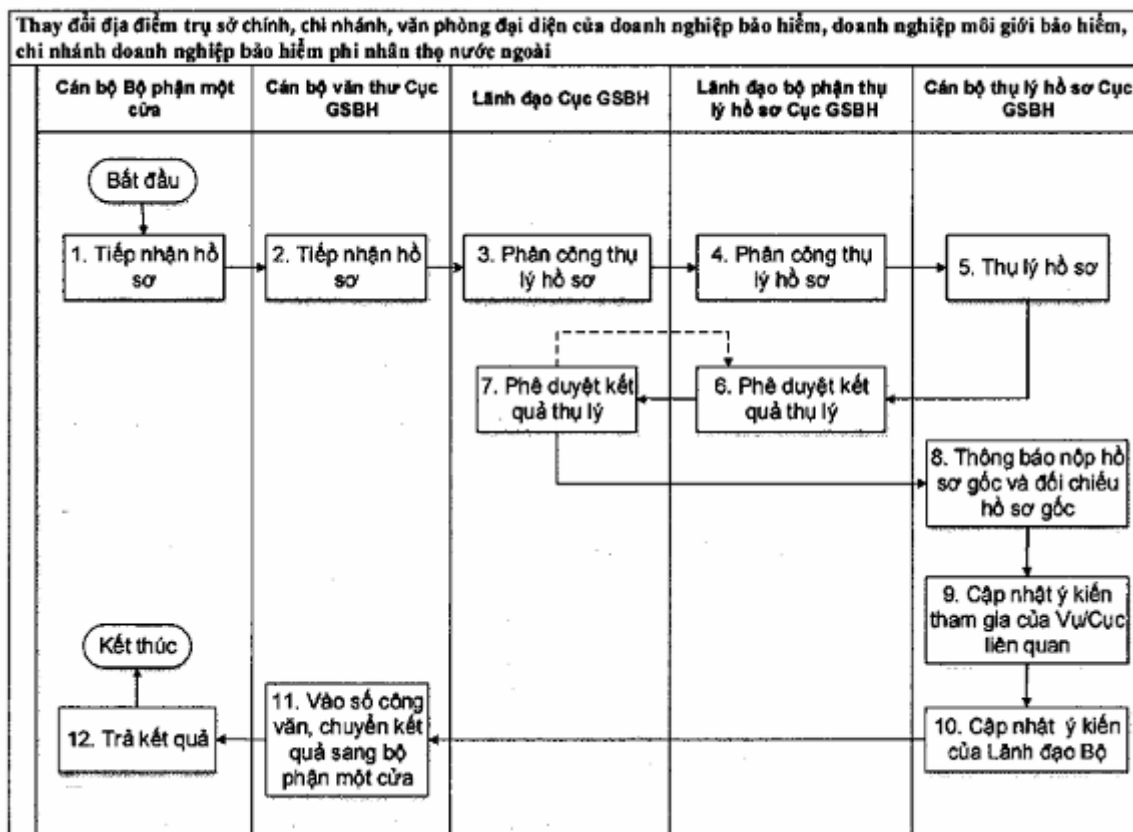 Thay đổi địa điểm trụ sở chính, chi nhánh, văn phòng đại diện của doanh nghiệp bảo hiểm, doanh nghiệp môi giới bảo hiểm,
chi nhánh doanh nghiệp bảo hiểm phi nhân thọ nước ngoài
Cán bộ Bộ phận một
cửa
Cán bộ văn thư Cục
GSBH
Lãnh đạo Cục GSBH
Lãnh đạo bộ phận thụ
lý hồ sơ Cục GSBH
Cán bộ thụ lý hồ sơ Cục
GSBH
Bắt đầu
1. Tiếp nhận hồ
sơ
2. Tiếp nhận hồ
sơ
3. Phân công thụ
lý hồ sơ
4. Phân công thụ
lý hồ sơ
5. Thụ lý hồ sơ
7. Phê duyệt kết
quả thụ lý
6. Phê duyệt kết
quả thụ lý
8. Thông báo nộp hồ
sơ gốc và đối chiếu
hồ sơ gốc
9. Cập nhật ý kiến
tham gia của Vụ/Cục
liên quan
Kết thúc
12. Trả kết quả
11. Vào số công
văn, chuyển kết
quả sang bộ
phận một cửa
10. Cập nhật ý kiến
của Lãnh đạo Bộ